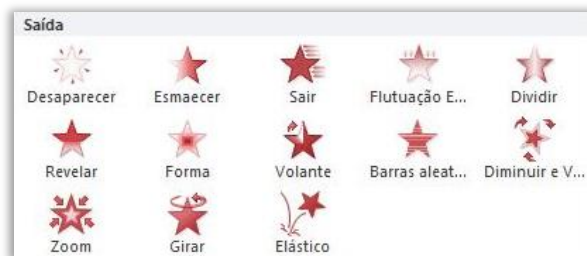 Saída
Desaparecer Esmaecer Sair Flutuação E... Dividir
Revelar Forma Volante Barras aleat... Diminuir e V...
Zoom Girar Elástico